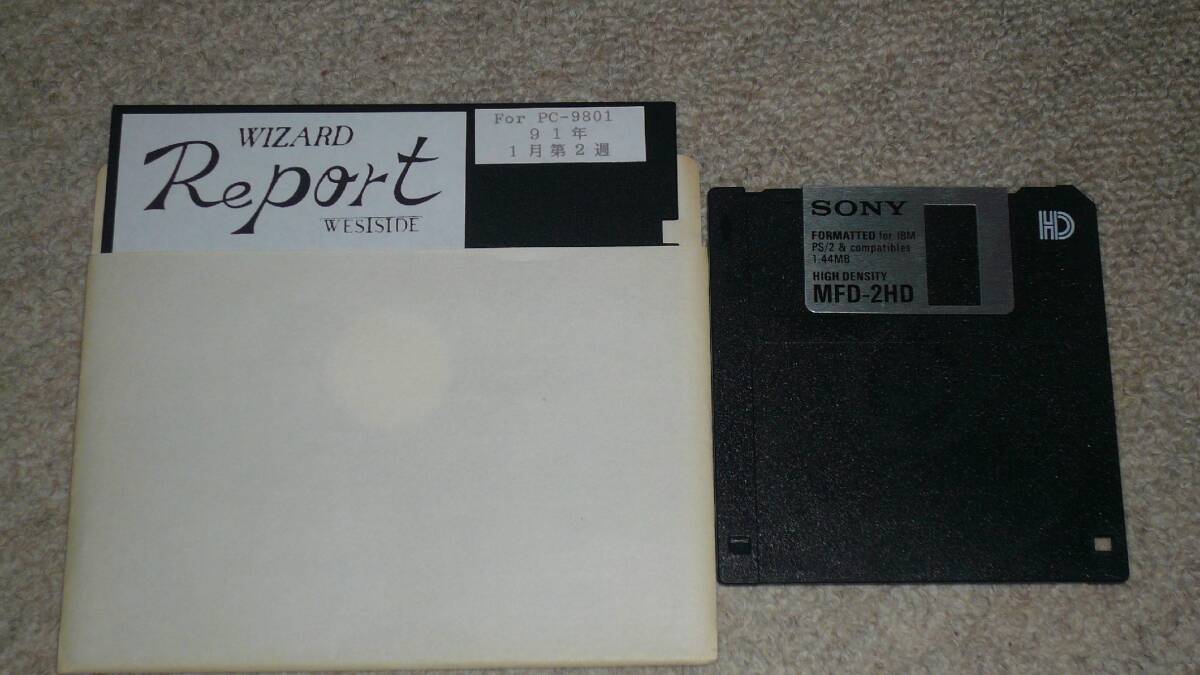 WIZARD
Report
WESTSIDE
For PC-9801
91年
1月第2週
SONY
FORMATTED for IBM
PS/2 & compatibles
1.44MB
HIGH DENSITY
MFD-2HD
HD